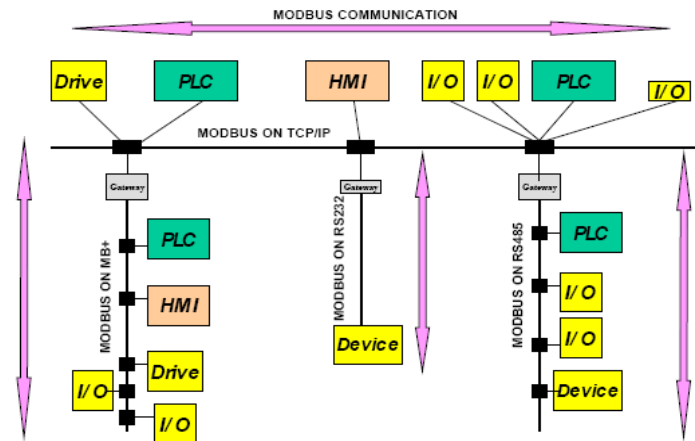 MODBUS COMMUNICATION
Drive
PLC
HMI
I/O
I/O
PLC
I/O
MODBUS ON TCP/IP
Gateway
Gateway
Gateway
MODBUS ON MB+
PLC
HMI
Drive
I/O
I/O
MODBUS ON RS232
Device
MODBUS ON RS485
PLC
I/O
I/O
Device